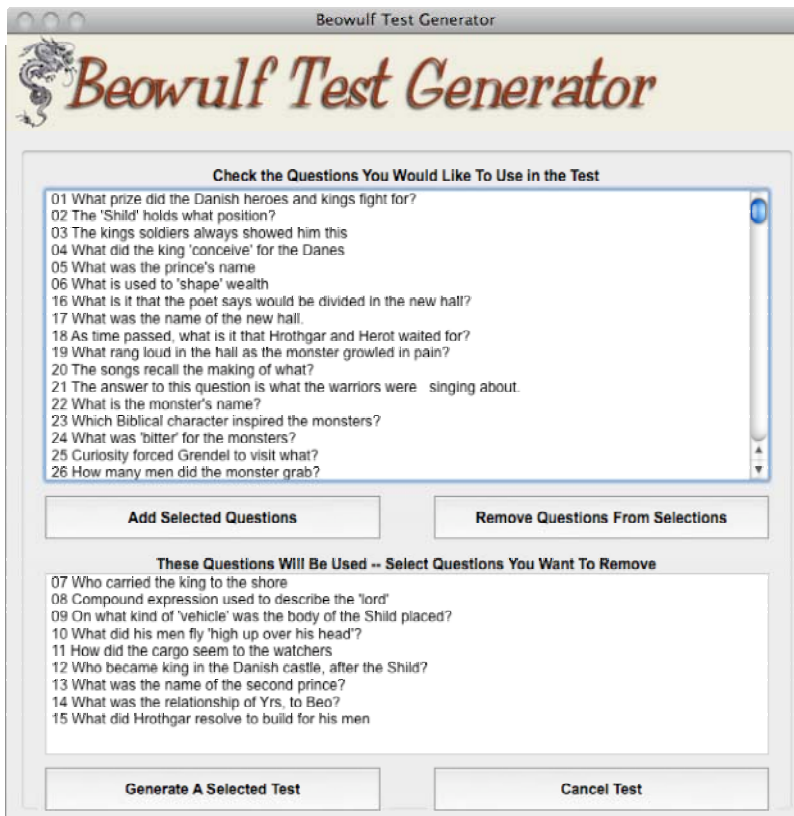 Beowulf Test Generator
Beowulf Test Generator
Check the Questions You Would Like To Use in the Test
01 What prize did the Danish heroes and kings fight for?
02 The 'Shild' holds what position?
03 The kings soldiers always showed him this
04 What did the king 'conceive' for the Danes
05 What was the prince's name
06 What is used to 'shape' wealth
16 What is it that the poet says would be divided in the new hall?
17 What was the name of the new hall.
18 As time passed, what is it that Hrothgar and Herot waited for?
19 What rang loud in the hall as the monster growled in pain?
20 The songs recall the making of what?
21 The answer to this question is what the warriors were   singing about.
22 What is the monster's name?
23 Which Biblical character inspired the monsters?
24 What was 'bitter' for the monsters?
25 Curiosity forced Grendel to visit what?
26 How many men did the monster grab?
Add Selected Questions
Remove Questions From Selections
These Questions Will Be Used -- Select Questions You Want To Remove
07 Who carried the king to the shore
08 Compound expression used to describe the 'lord'
09 On what kind of 'vehicle' was the body of the Shild placed?
10 What did his men fly 'high up over his head'?
11 How did the cargo seem to the watchers
12 Who became king in the Danish castle, after the Shild?
13 What was the name of the second prince?
14 What was the relationship of Yrs, to Beo?
15 What did Hrothgar resolve to build for his men
Generate A Selected Test
Cancel Test